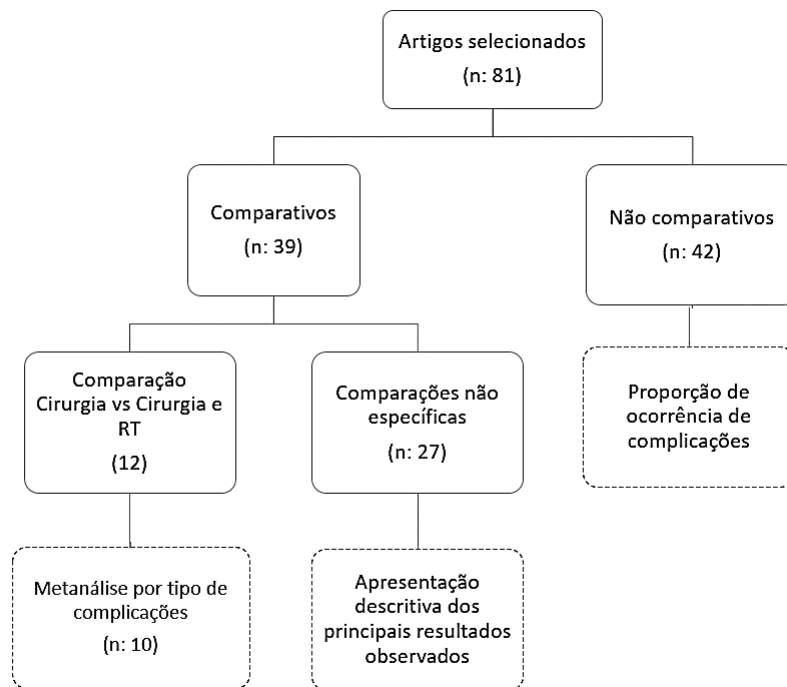 Artigos selecionados
(n: 81)
Comparativos
(n: 39)
Não comparativos
(n: 42)
Comparação
Cirurgia vs Cirurgia e
RT
(12)
Comparações não
específicas
(n: 27)
Proporção de
ocorrência de
complicações
Metanálise por tipo de
complicações
(n: 10)
Apresentação
descritiva dos
principais resultados
observados